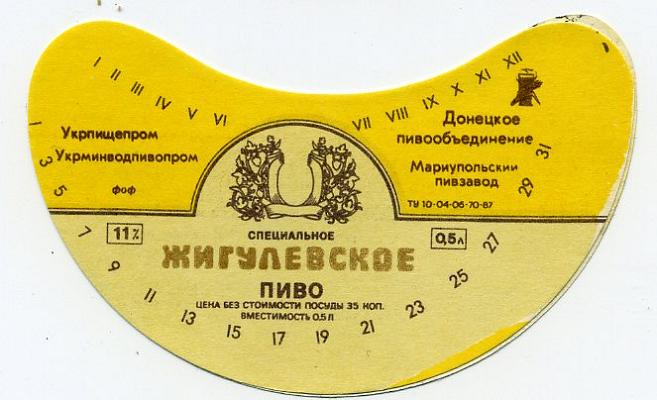 I II III IV V VI VII VIII IX X XI XII
Укрпищепром
Укрминводпивопром
фоф
Донецкое
пивообъединение
Мариупольский
пивзавод
ТУ 10-04-06-70-87
11%
0,5л
СПЕЦИАЛЬНОЕ
ЖИГУЛЕВСКОЕ
ПИВО
ЦЕНА БЕЗ СТОИМОСТИ ПОСУДЫ 35 КОП.
ВМЕСТИМОСТЬ 0,5 Л
1 3 5 7 9 11 13 15 17 19 21 23 25 27 29 31